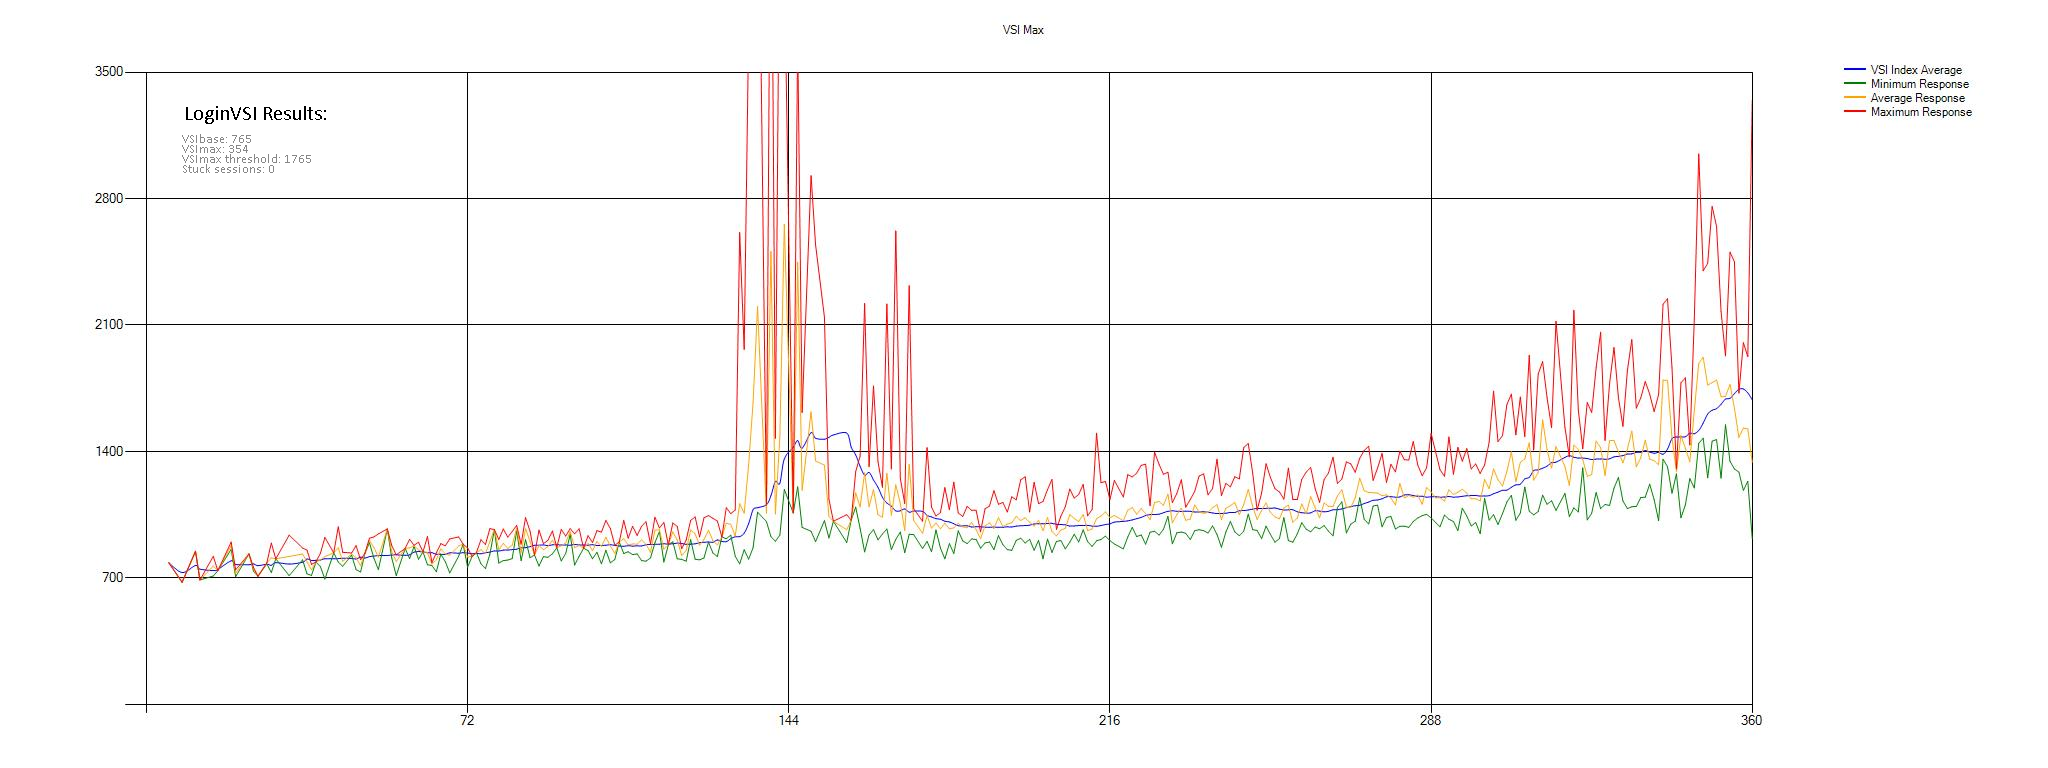 VSI Max
3500
2800
2100
1400
700
LoginVSI Results:
VSIbase: 765
VSImax: 354
VSImax threshold: 1765
Stuck sessions: 0
VSI Index Average
Minimum Response
Average Response
Maximum Response
72
144
216
288
360